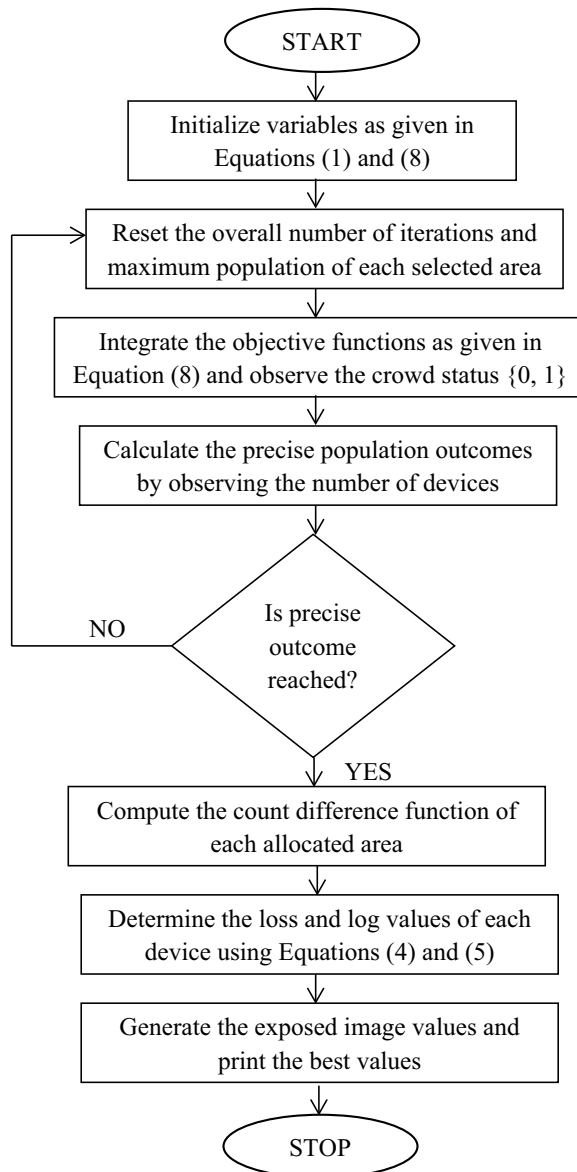 START
Initialize variables as given in
Equations (1) and (8)
Reset the overall number of iterations and
maximum population of each selected area
Integrate the objective functions as given in
Equation (8) and observe the crowd status {0, 1}
Calculate the precise population outcomes
by observing the number of devices
Is precise
outcome
reached?
NO
YES
Compute the count difference function of
each allocated area
Determine the loss and log values of each
device using Equations (4) and (5)
Generate the exposed image values and
print the best values
STOP